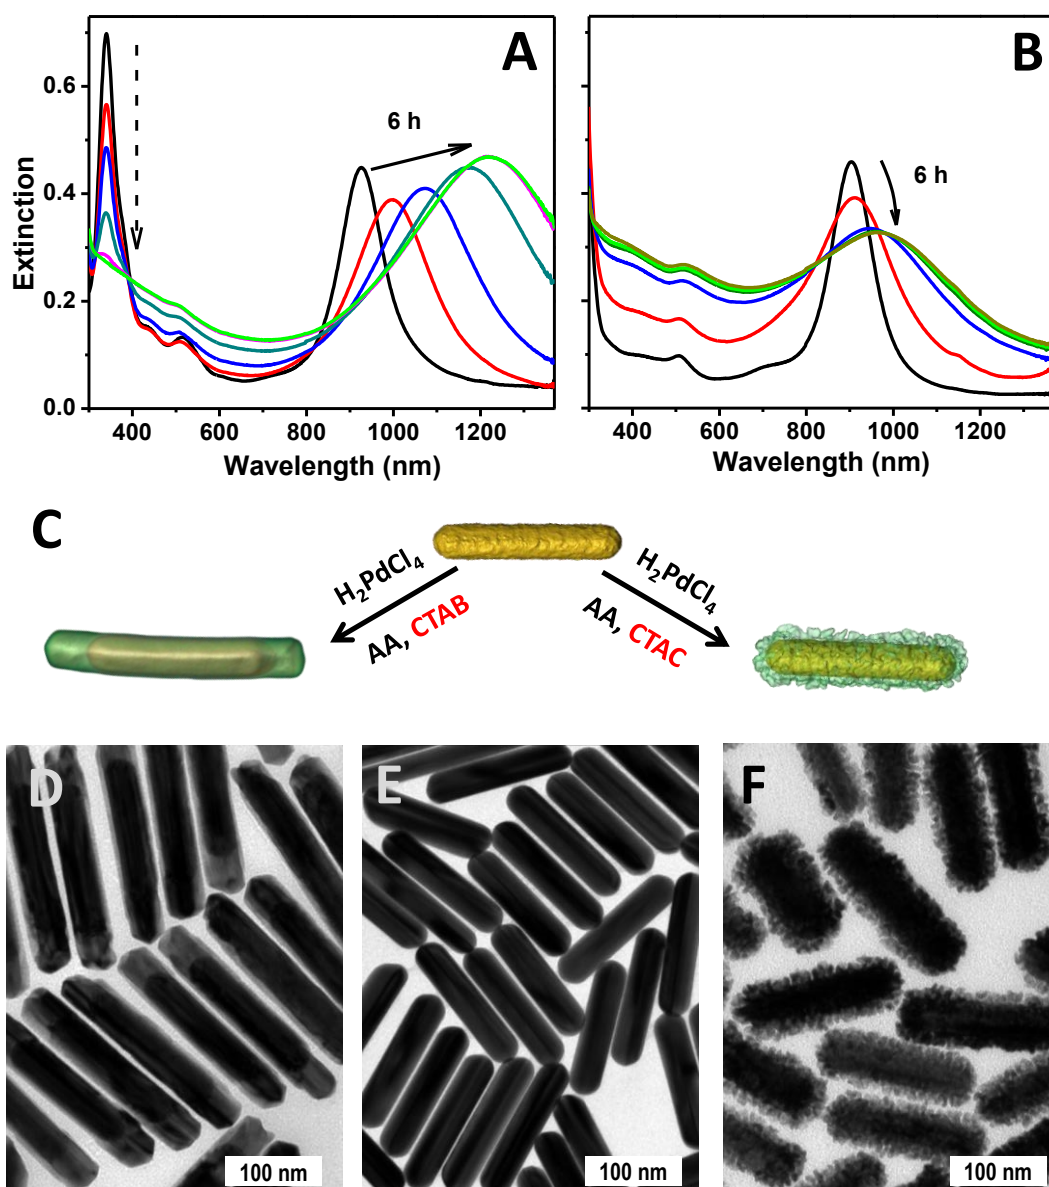 A
B
6 h
6 h
0.6
0.4
0.2
0.0
Extinction
400 600 800 1000 1200
400 600 800 1000 1200
Wavelength (nm)
Wavelength (nm)
C
H₂PdCl₄
AA, CTAB
H₂PdCl₄
AA, CTAC
D
E
F
100 nm
100 nm
100 nm